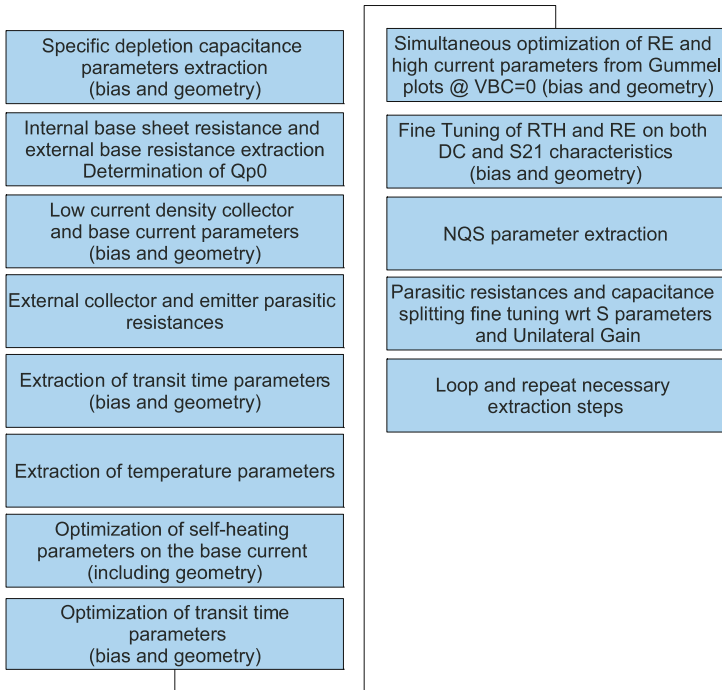 Specific depletion capacitance
parameters extraction
(bias and geometry)
Internal base sheet resistance and
external base resistance extraction
Determination of Qp0
Low current density collector
and base current parameters
(bias and geometry)
External collector and emitter parasitic
resistances
Extraction of transit time parameters
(bias and geometry)
Extraction of temperature parameters
Optimization of self-heating
parameters on the base current
(including geometry)
Optimization of transit time
parameters
(bias and geometry)
Simultaneous optimization of RE and
high current parameters from Gummel
plots @ VBC=0 (bias and geometry)
Fine Tuning of RTH and RE on both
DC and S21 characteristics
(bias and geometry)
NQS parameter extraction
Parasitic resistances and capacitance
splitting fine tuning wrt S parameters
and Unilateral Gain
Loop and repeat necessary
extraction steps